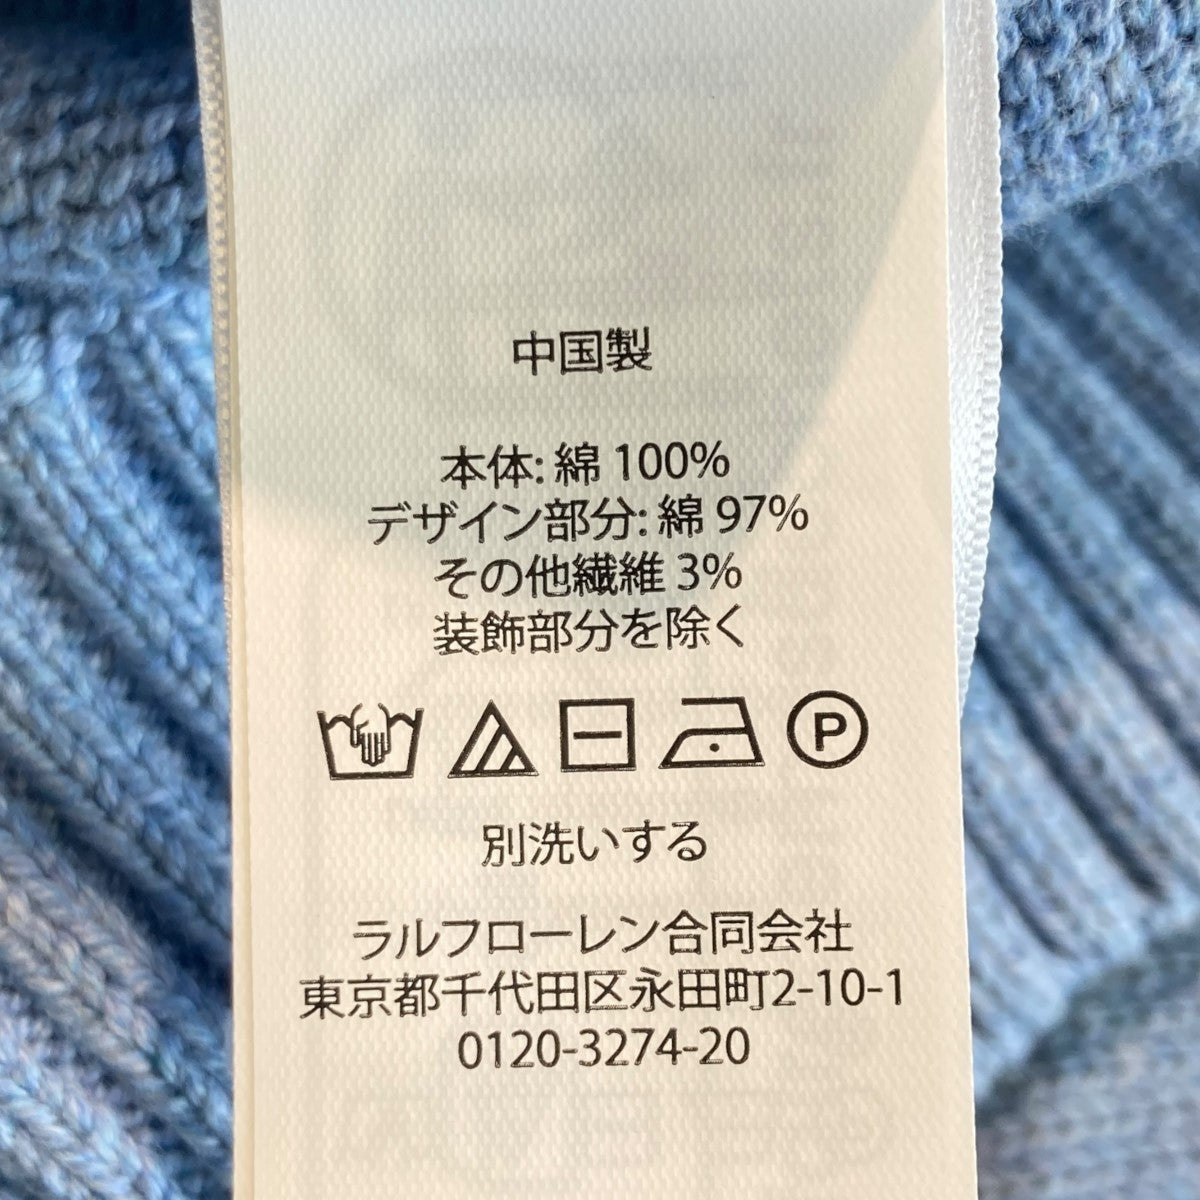 中国製
本体: 綿 100%
デザイン部分: 綿 97%
その他繊維 3%
装飾部分を除く
P
別洗いする
ラルフローレン合同会社
東京都千代田区永田町2-10-1
0120-3274-20